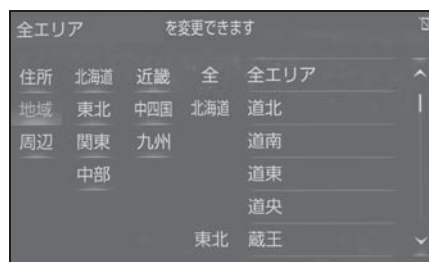 全エリア を変更できます
住所 北海道 近畿 全 全エリア
地域 東北 中四国 北海道 道北
周辺 関東 九州 道南
中部 道東
道央
東北 蔵王